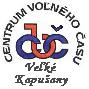 CENTRUM VOĽNÉHO ČASU
CVČ
Veľké
Kapušany